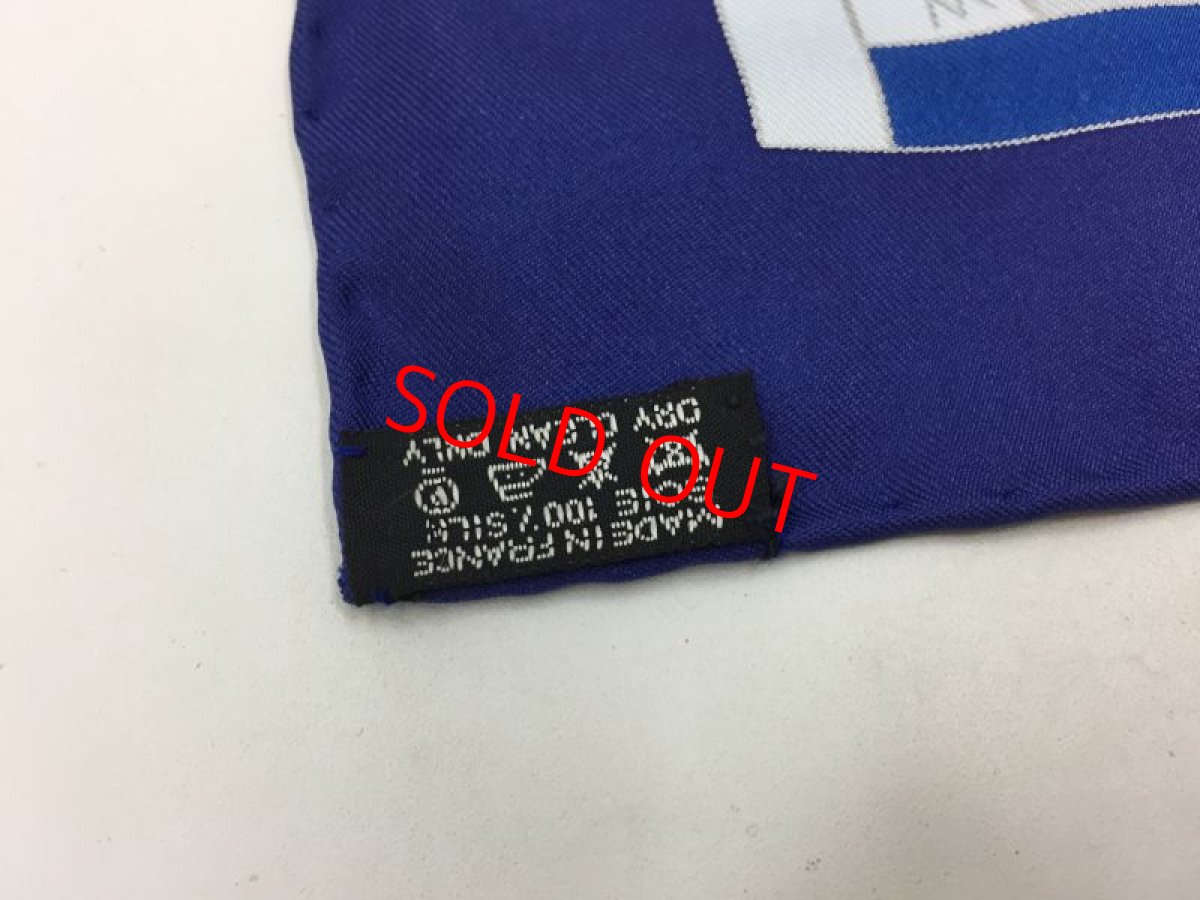 SOLD OUT
MADE IN FRANCE
SOIE 100% SILK
DRY CLEAN ONLY